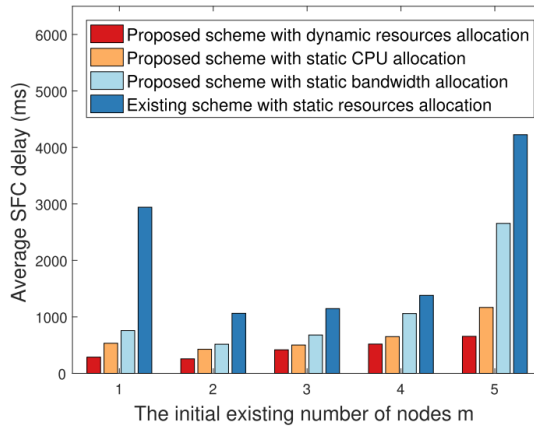 6000
5000
4000
3000
2000
1000
0
Average SFC delay (ms)
Proposed scheme with dynamic resources allocation
Proposed scheme with static CPU allocation
Proposed scheme with static bandwidth allocation
Existing scheme with static resources allocation
1 2 3 4 5
The initial existing number of nodes m